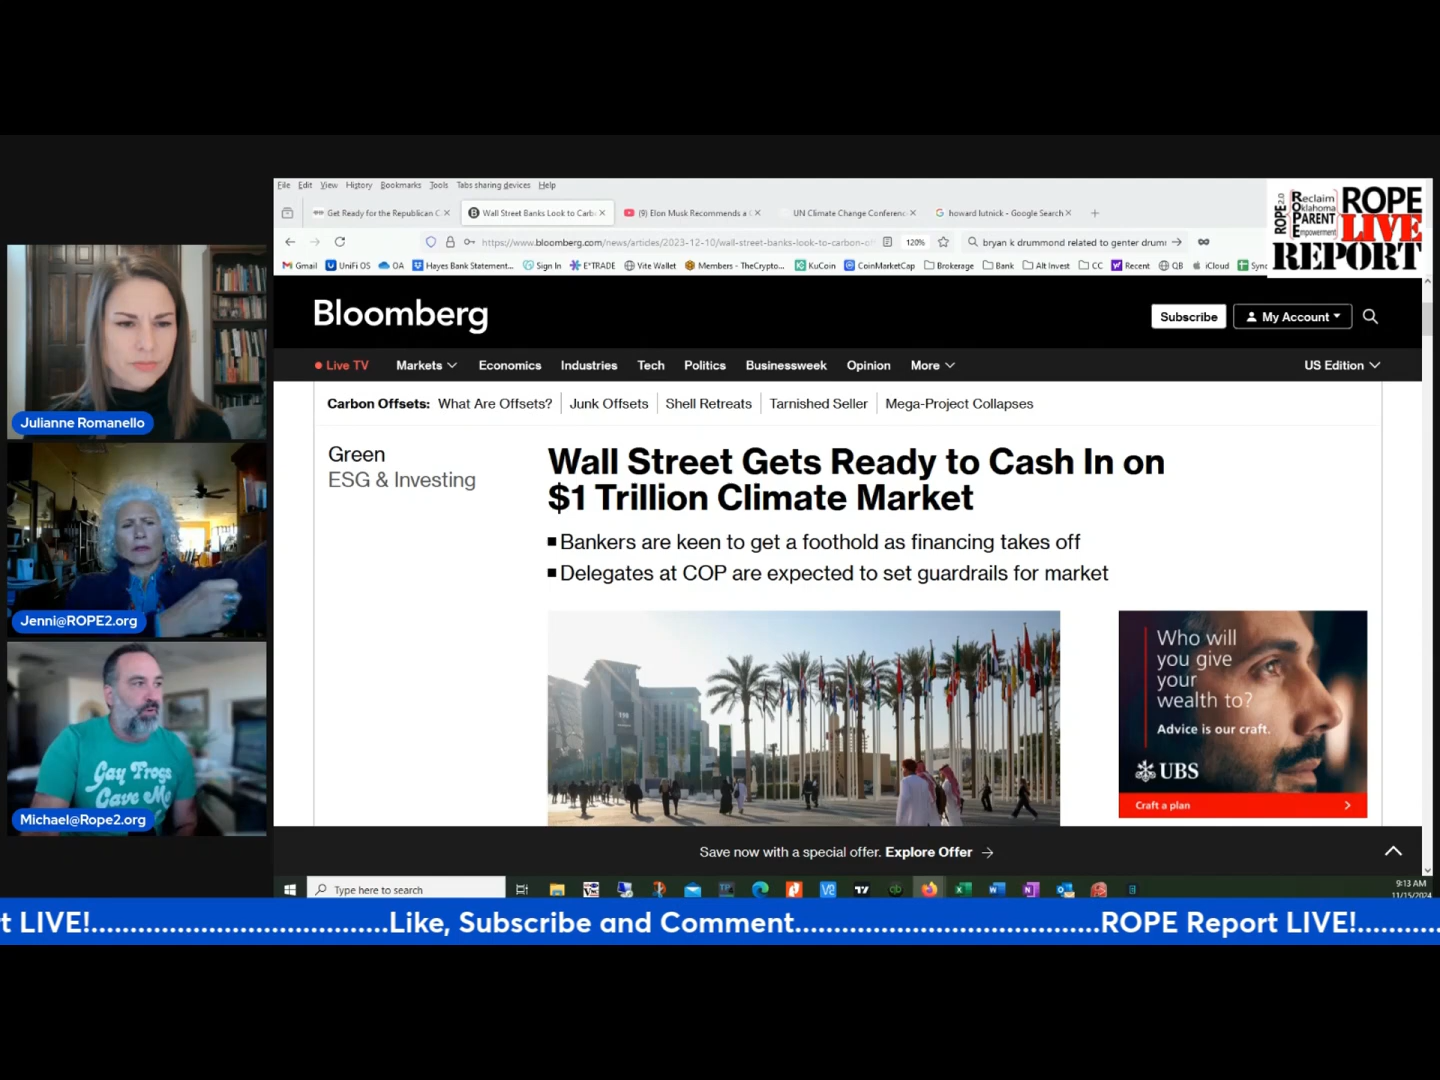 File Edit View History Bookmarks Tools Tabs sharing devices Help
Get Ready for the Republican C
Wall Street Banks Look to Carb
(9) Elon Musk Recommends a
UN Climate Change Conferenc
howard lutnick - Google Search
https://www.bloomberg.com/news/articles/2023-12-10/wall-street-banks-look-to-carbon-o
120%
bryan k drummond related to genter drum
Gmail UniFi OS OA Hayes Bank Statement... Sign In E*TRADE Vite Wallet Members - TheCrypto... KuCoin CoinMarketCap Brokerage Bank Alt Invest CC Recent QB iCloud Sync
ROPE 2.0
Reclaim
Oklahoma
PARENT
Empowerment
ROPE
LIVE
REPORT
Bloomberg
Subscribe
My Account
Live TV Markets Economics Industries Tech Politics Businessweek Opinion More
US Edition
Carbon Offsets: What Are Offsets? Junk Offsets Shell Retreats Tarnished Seller Mega-Project Collapses
Green
ESG & Investing
Wall Street Gets Ready to Cash In on
$1 Trillion Climate Market
Bankers are keen to get a foothold as financing takes off
Delegates at COP are expected to set guardrails for market
Who will
you give
your
wealth to?
Advice is our craft.
UBS
Craft a plan
Julianne Romanello
Jenni@ROPE2.org
Gay Frogs
Gave Me
Michael@Rope2.org
Save now with a special offer. Explore Offer
Type here to search
9:13 AM
11/15/2024
t LIVE!......................................Like, Subscribe and Comment.......................................ROPE Report LIVE!...........